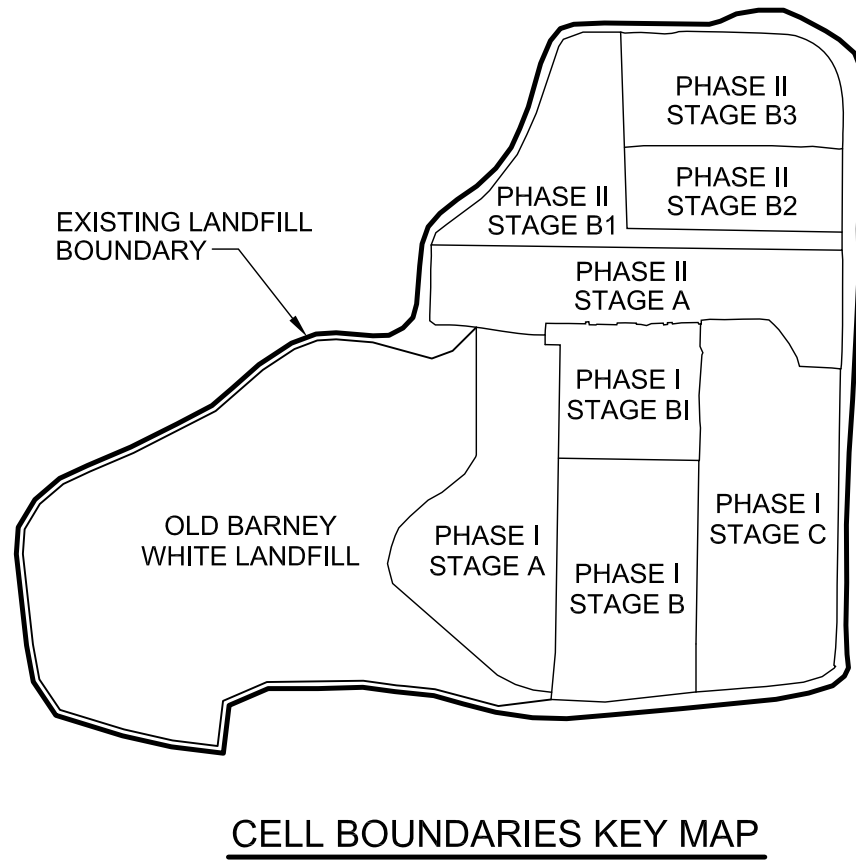 PHASE II
STAGE B3
PHASE II
STAGE B2
PHASE II
STAGE B1
EXISTING LANDFILL
BOUNDARY
PHASE II
STAGE A
PHASE I
STAGE BI
PHASE I
STAGE C
OLD BARNEY
WHITE LANDFILL
PHASE I
STAGE A
PHASE I
STAGE B
CELL BOUNDARIES KEY MAP